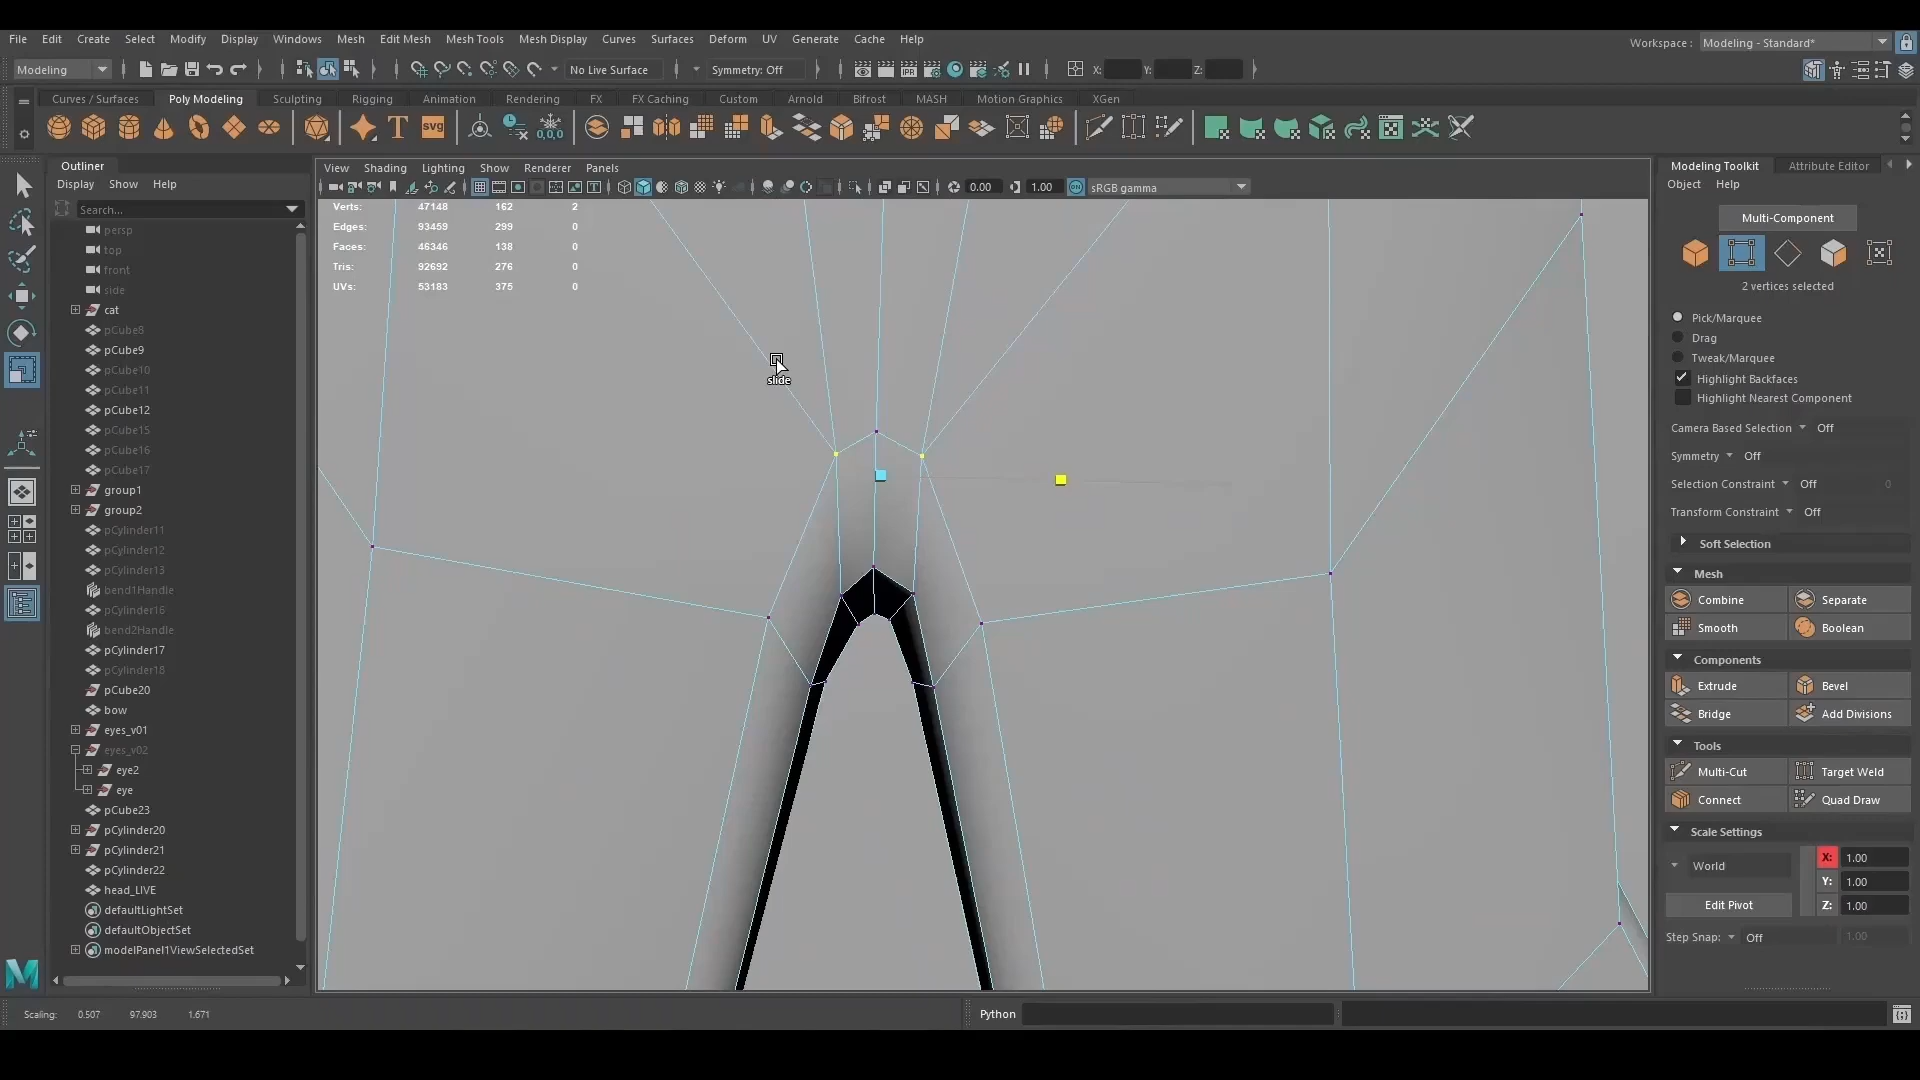 File Edit Create Select Modify Display Windows Mesh Edit Mesh Mesh Tools Mesh Display Curves Surfaces Deform UV Generate Cache Help
Workspace : Modeling - Standard*
Modeling No Live Surface Symmetry: Off X: Y: Z:
Curves / Surfaces Poly Modeling Sculpting Rigging Animation Rendering FX FX Caching Custom Arnold Bifrost MASH Motion Graphics XGen
T svg 0,0,0
Outliner
Display Show Help
Search...
persp
top
front
side
cat
pCube8
pCube9
pCube10
pCube11
pCube12
pCube15
pCube16
pCube17
group1
group2
pCylinder11
pCylinder12
pCylinder13
bend1Handle
pCylinder16
bend2Handle
pCylinder17
pCylinder18
pCube20
bow
eyes_v01
eyes_v02
eye2
eye
pCube23
pCylinder20
pCylinder21
pCylinder22
head_LIVE
defaultLightSet
defaultObjectSet
modelPanel1ViewSelectedSet
View Shading Lighting Show Renderer Panels
0.00 1.00 ON sRGB gamma
Verts: 47148 162 2
Edges: 93459 299 0
Faces: 46346 138 0
Tris: 92692 276 0
UVs: 53183 375 0
slide
Modeling Toolkit Attribute Editor
Object Help
Multi-Component
2 vertices selected
Pick/Marquee
Drag
Tweak/Marquee
Highlight Backfaces
Highlight Nearest Component
Camera Based Selection Off
Symmetry Off
Selection Constraint Off 0
Transform Constraint Off
Soft Selection
Mesh
Combine Separate
Smooth Boolean
Components
Extrude Bevel
Bridge Add Divisions
Tools
Multi-Cut Target Weld
Connect Quad Draw
Scale Settings
World X: 1.00
Y: 1.00
Edit Pivot Z: 1.00
Step Snap: Off 1.00
Scaling: 0.507 97.903 1.671
Python